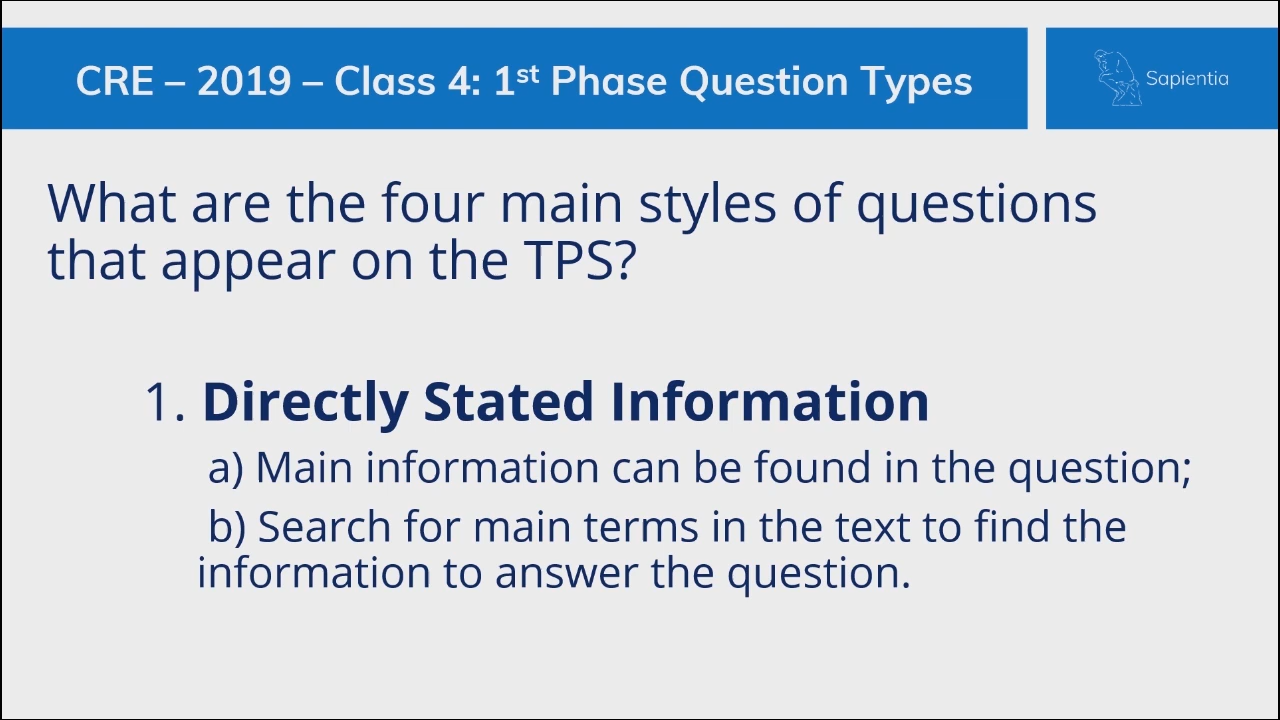 CRE – 2019 – Class 4: 1st Phase Question Types
Sapientia
What are the four main styles of questions
that appear on the TPS?
1. Directly Stated Information
a) Main information can be found in the question;
b) Search for main terms in the text to find the
information to answer the question.